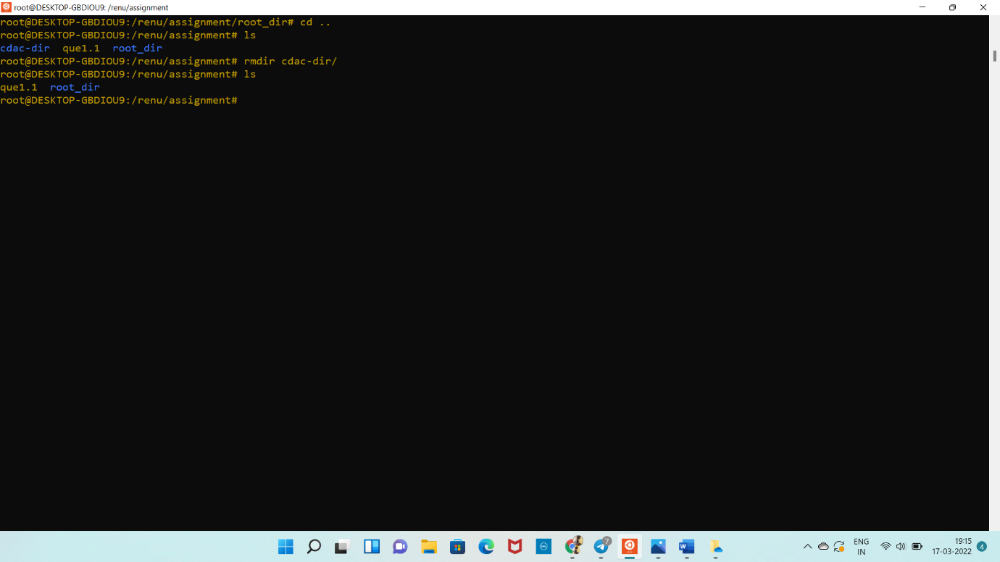 root@DESKTOP-GBDIOU9: /renu/assignment
root@DESKTOP-GBDIOU9:/renu/assignment/root_dir# cd ..
root@DESKTOP-GBDIOU9:/renu/assignment# ls
cdac-dir  que1.1  root_dir
root@DESKTOP-GBDIOU9:/renu/assignment# rmdir cdac-dir/
root@DESKTOP-GBDIOU9:/renu/assignment# ls
que1.1  root_dir
root@DESKTOP-GBDIOU9:/renu/assignment#
7
ENG
IN
19:15
17-03-2022
4